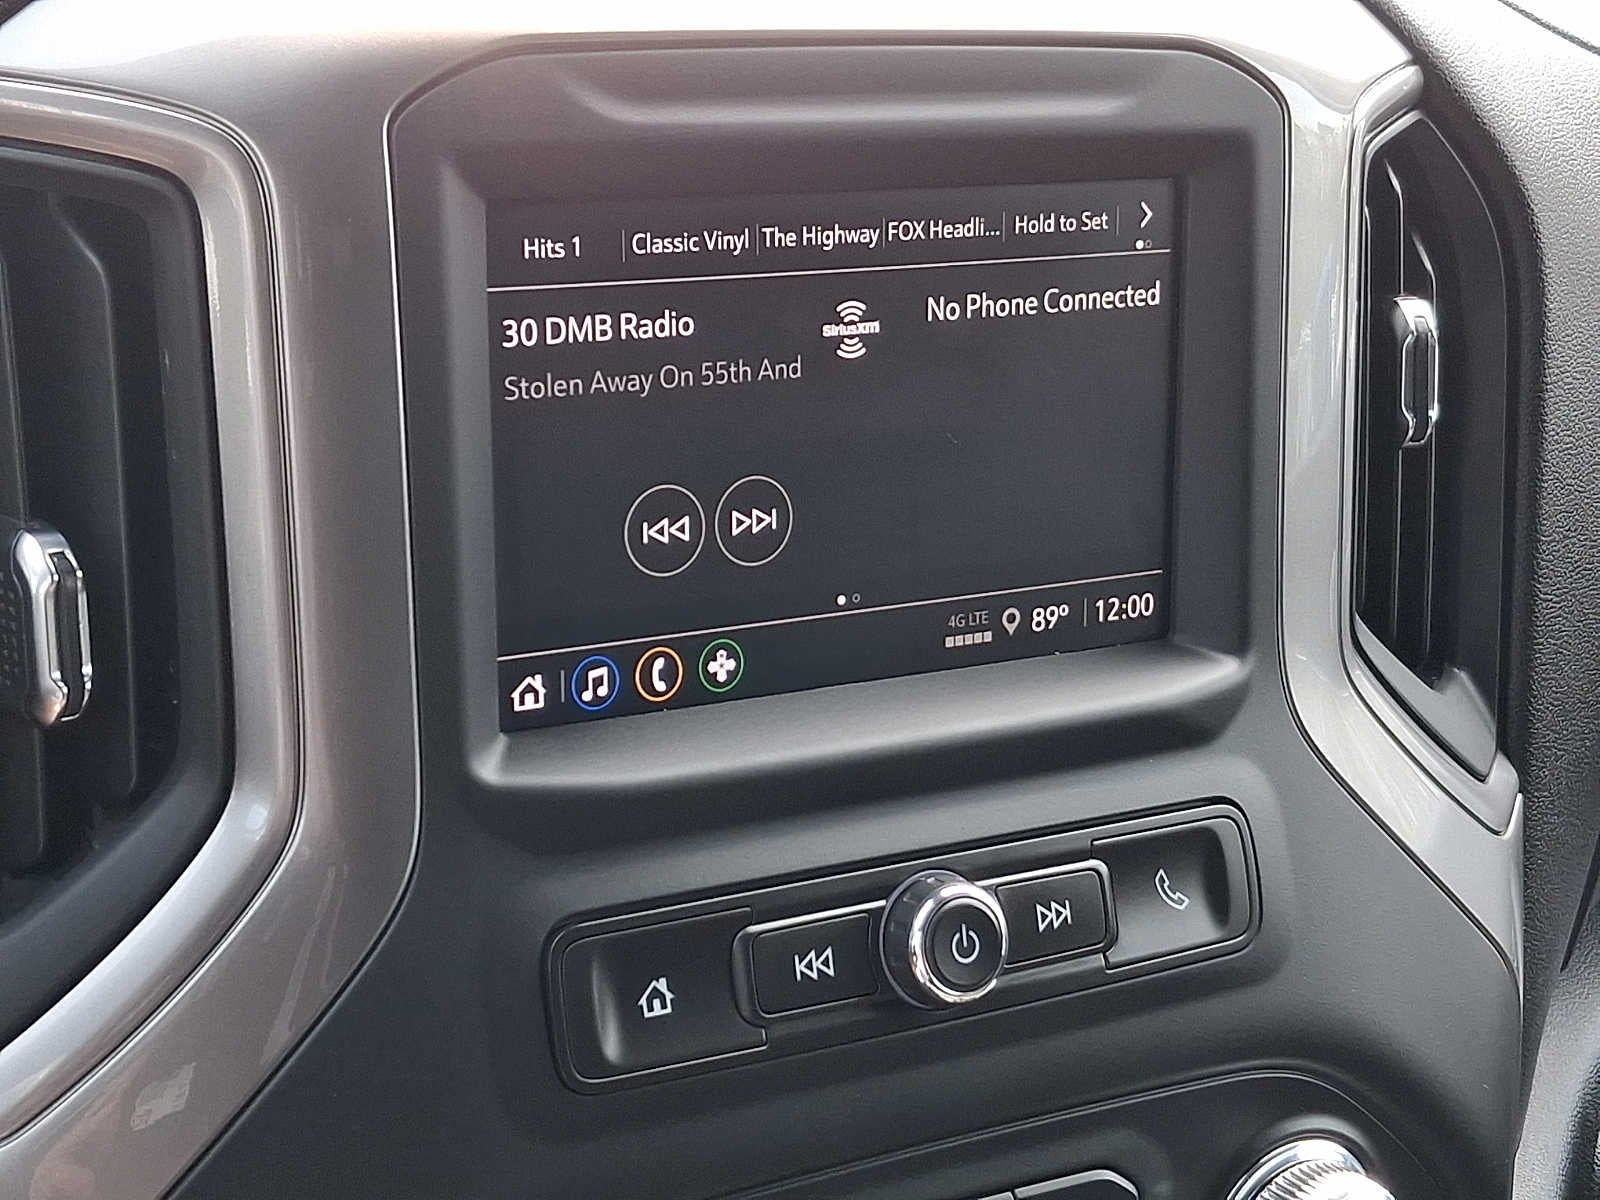 Hits 1 Classic Vinyl The Highway FOX Headli... Hold to Set
30 DMB Radio
SiriusXM
No Phone Connected
Stolen Away On 55th And
4G LTE 89° 12:00